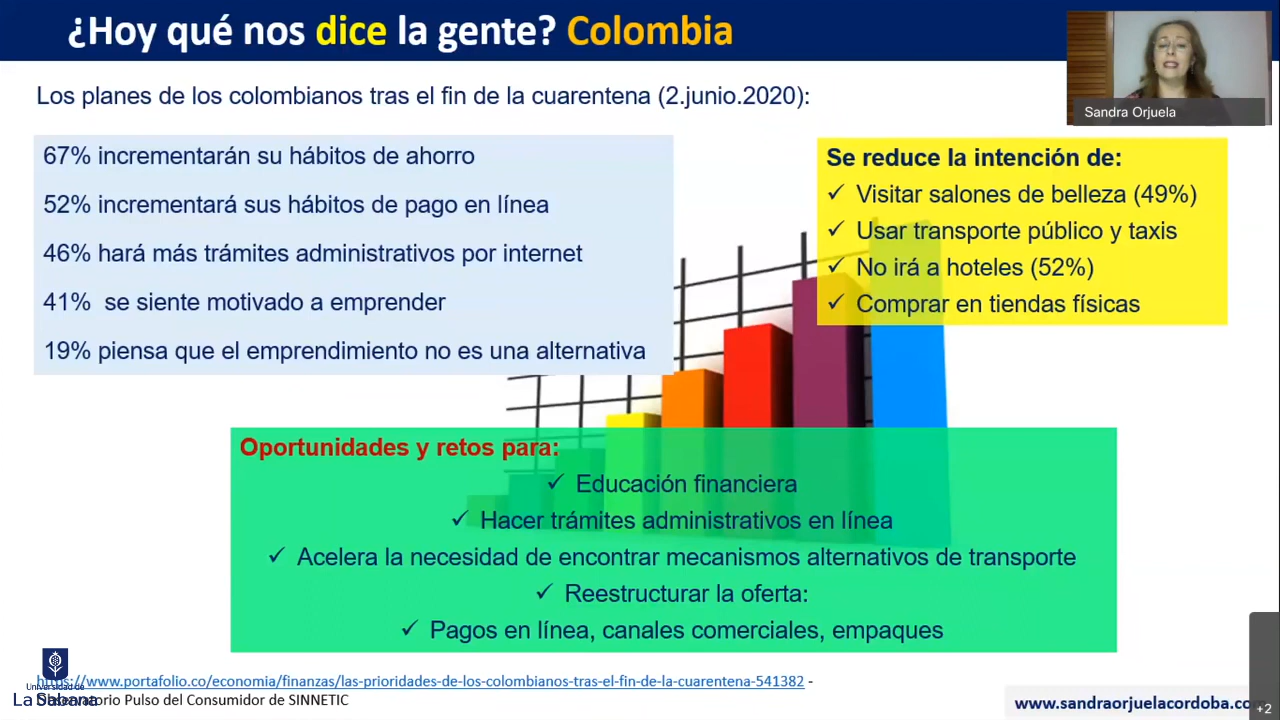 ¿Hoy qué nos dice la gente? Colombia
Sandra Orjuela
Los planes de los colombianos tras el fin de la cuarentena (2.junio.2020):
67% incrementarán su hábitos de ahorro
52% incrementará sus hábitos de pago en línea
46% hará más trámites administrativos por internet
41% se siente motivado a emprender
19% piensa que el emprendimiento no es una alternativa
Se reduce la intención de:
✓ Visitar salones de belleza (49%)
✓ Usar transporte público y taxis
✓ No irá a hoteles (52%)
✓ Comprar en tiendas físicas
Oportunidades y retos para:
✓ Educación financiera
✓ Hacer trámites administrativos en línea
✓ Acelera la necesidad de encontrar mecanismos alternativos de transporte
✓ Reestructurar la oferta:
✓ Pagos en línea, canales comerciales, empaques
https://www.portafolio.co/economia/finanzas/las-prioridades-de-los-colombianos-tras-el-fin-de-la-cuarentena-541382 -
Observatorio Pulso del Consumidor de SINNETIC
Universidad de
La Sabana
www.sandraorjuelacordoba.co
+2